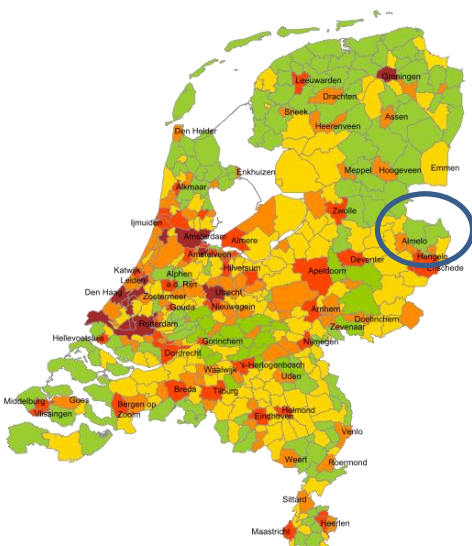 Leeuwarden
Groningen
Drachten
Sneek
Assen
Heerenveen
Den Helder
Meppel
Hoogeveen
Emmen
Enkhuizen
Alkmaar
Zwolle
Ijmuiden
Amsterdam
Almere
Almelo
Hengelo
Enschede
Amstelveen
Deventer
Hilversum
Apeldoorn
Katwijk
Leiden
Alphen
a.d. Rijn
Den Haag
Zoetermeer
Utrecht
Gouda
Nieuwegein
Arnhem
Doetinchem
Zevenaar
Rotterdam
Hellevoetsluis
Gorinchem
Nijmegen
Dordrecht
Waalwijk
's-Hertogenbosch
Uden
Middelburg
Goes
Vlissingen
Bergen op
Zoom
Breda
Tilburg
Helmond
Eindhoven
Venlo
Weert
Roermond
Sittard
Heerlen
Maastricht